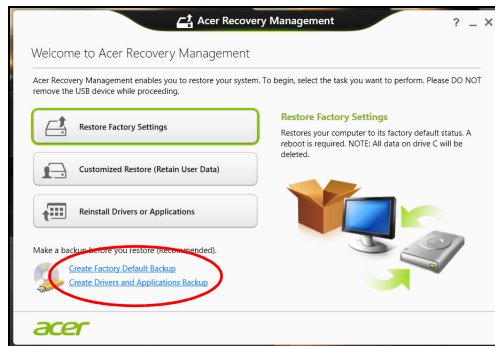 Acer Recovery Management
? _ X
Welcome to Acer Recovery Management
Acer Recovery Management enables you to restore your system. To begin, select the task you want to perform. Please DO NOT
remove the USB device while proceeding.
Restore Factory Settings
Customized Restore (Retain User Data)
Reinstall Drivers or Applications
Restore Factory Settings
Restores your computer to its factory default status. A
reboot is required. NOTE: All data on drive C will be
deleted.
Make a backup before you restore (Recommended).
Create Factory Default Backup
Create Drivers and Applications Backup
acer